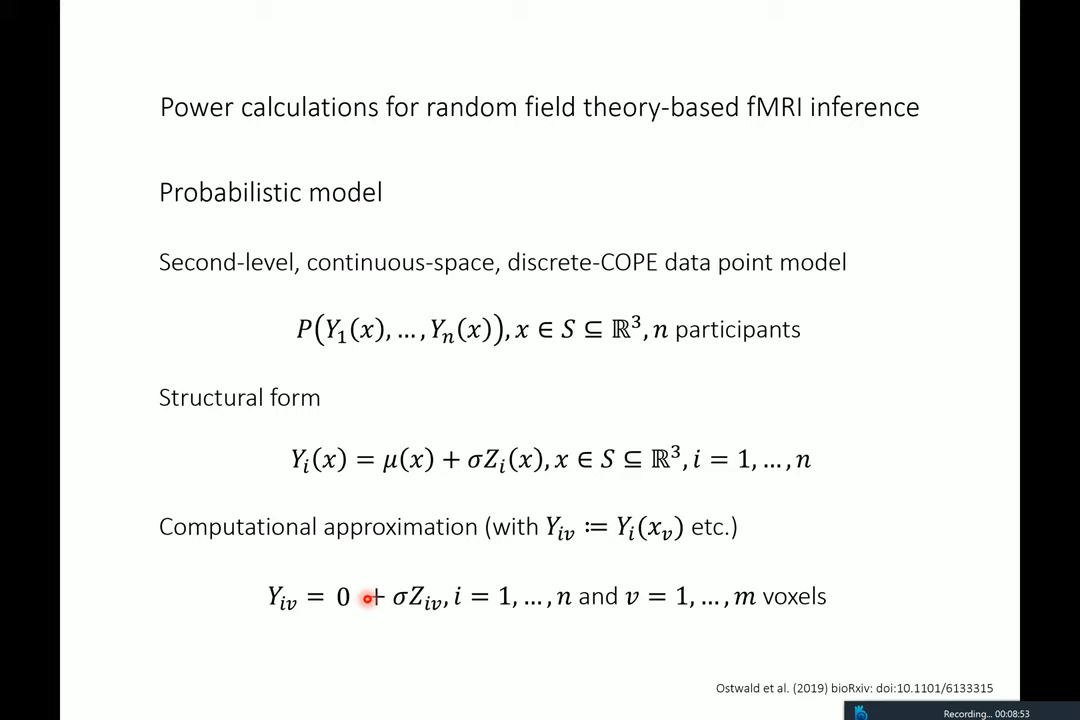 Power calculations for random field theory-based fMRI inference
Probabilistic model
Second-level, continuous-space, discrete-COPE data point model
P(Y₁(x), …, Yₙ(x)), x ∈ S ⊆ ℝ³, n participants
Structural form
Yᵢ(x) = μ(x) + σZᵢ(x), x ∈ S ⊆ ℝ³, i = 1, …, n
Computational approximation (with Yᵢᵥ ≔ Yᵢ(xᵥ) etc.)
Yᵢᵥ = 0 + σZᵢᵥ, i = 1, …, n and v = 1, …, m voxels
Ostwald et al. (2019) bioRxiv: doi:10.1101/6133315
Recording... 00:08:53